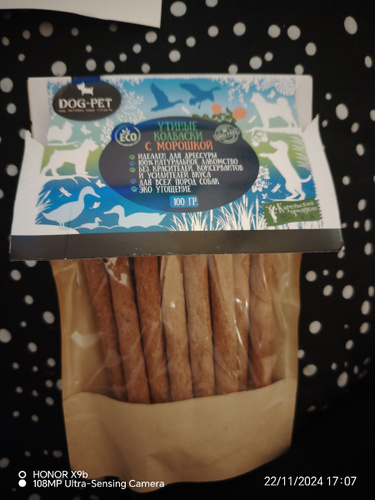 DOG-PET
ECO
УТИНЫЕ
КОЛБАСКИ
С МОРОШКОЙ
ИДЕАЛЕН ДЛЯ ДРЕССУРЫ
100% НАТУРАЛЬНОЕ ЛАКОМСТВО
БЕЗ КРАСИТЕЛЕЙ, КОНСЕРВАНТОВ
И УСИЛИТЕЛЕЙ ВКУСА
ДЛЯ ВСЕХ ПОРОД СОБАК
ЭКО УГОЩЕНИЕ
100 ГР.
HONOR X9b
108MP Ultra-Sensing Camera
22/11/2024 17:07